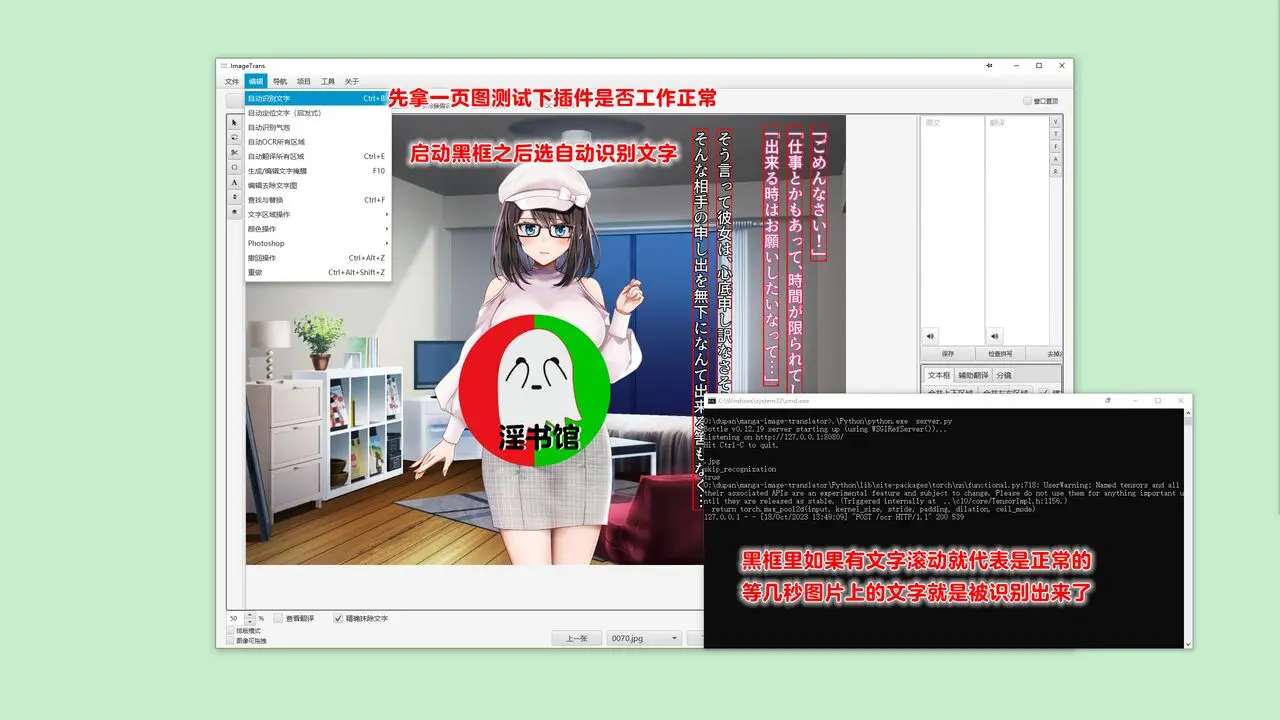 ImageTrans
文件 编辑 导航 项目 工具 关于
自动识别文字 Ctrl+B
自动定位文字（启发式）
自动识别气泡
自动OCR所有区域
自动翻译所有区域 Ctrl+E
生成/编辑文字掩膜 F10
编辑去除文字图
查找与替换 Ctrl+F
文字区域操作
颜色操作
Photoshop
撤回操作 Ctrl+Alt+Z
重做 Ctrl+Alt+Shift+Z
先拿一页图测试下插件是否工作正常
启动黑框之后选自动识别文字
窗口置顶
原文 翻译
V
T
F
A
R
「ごめんなさい！」
「仕事とかもあって、時間が限られてし
「出来る時はお願いしたいなって…」
そう言って彼女は、心底申し訳なさそ
そんな相手の申し出を無下になんて出来
淫书馆
保存 检查拼写 去掉
文本框 辅助翻译 分镜
C:\Windows\system32\cmd.exe
D:\dupan\manga-image-translator>.\Python\python.exe server.py
Bottle v0.12.19 server starting up (using WSGIRefServer())...
Listening on http://127.0.0.1:8080/
Hit Ctrl-C to quit.
.jpg
skip_recognization
true
D:\dupan\manga-image-translator\Python\lib\site-packages\torch\nn\functional.py:718: UserWarning: Named tensors and all
their associated APIs are an experimental feature and subject to change. Please do not use them for anything important u
ntil they are released as stable. (Triggered internally at ..\c10/core/TensorImpl.h:1156.)
return torch.max_pool2d(input, kernel_size, stride, padding, dilation, ceil_mode)
127.0.0.1 - - [18/Oct/2023 13:49:09] "POST /ocr HTTP/1.1" 200 539
黑框里如果有文字滚动就代表是正常的
等几秒图片上的文字就是被识别出来了
50 % 查看翻译 精确抹除文字
排版模式
图像可拖拽
上一张 0070.jpg